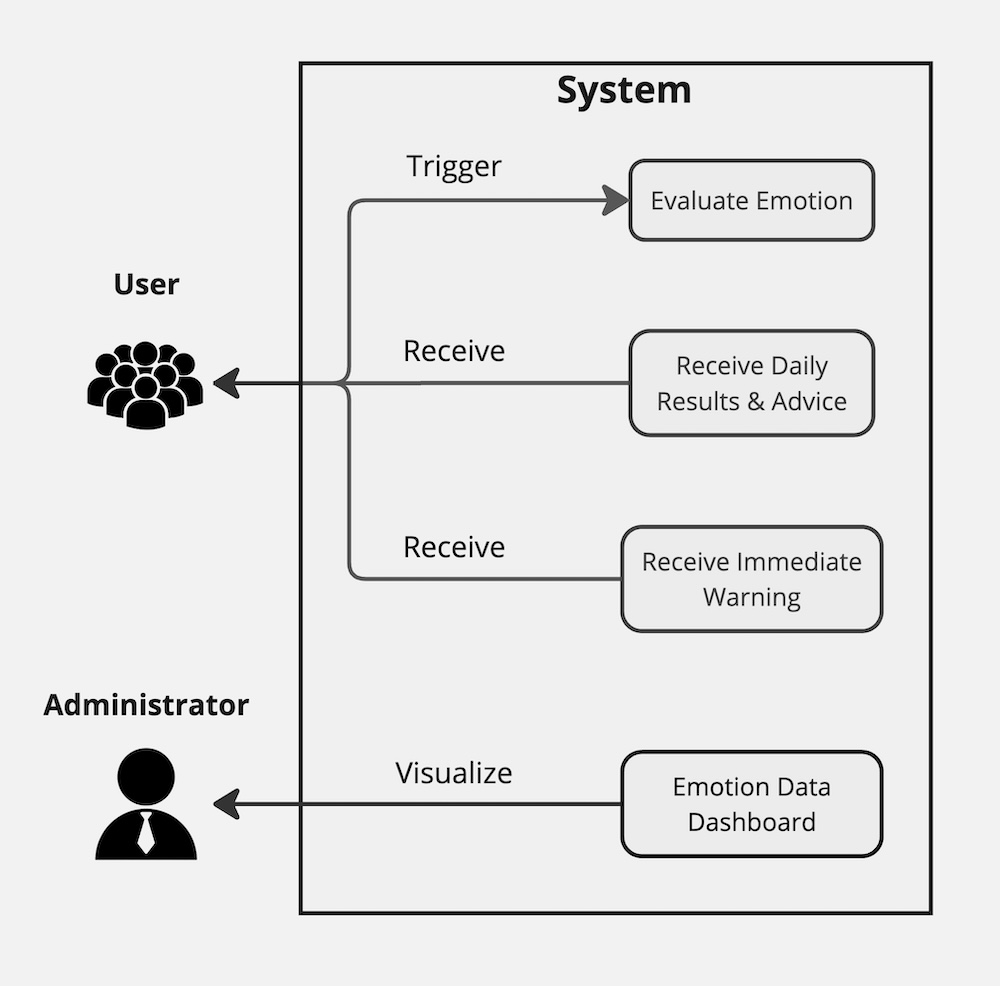 System
Trigger
Evaluate Emotion
User
Receive
Receive Daily
Results & Advice
Receive
Receive Immediate
Warning
Administrator
Visualize
Emotion Data
Dashboard